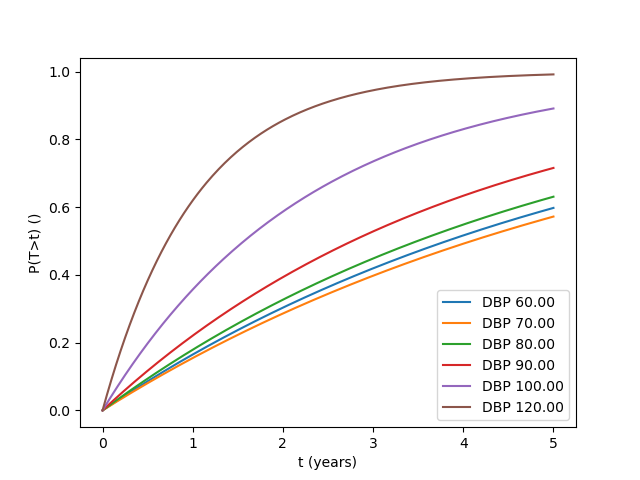 1.0
0.8
0.6
0.4
0.2
0.0
P(T>t) ()
0 1 2 3 4 5
t (years)
DBP 60.00
DBP 70.00
DBP 80.00
DBP 90.00
DBP 100.00
DBP 120.00